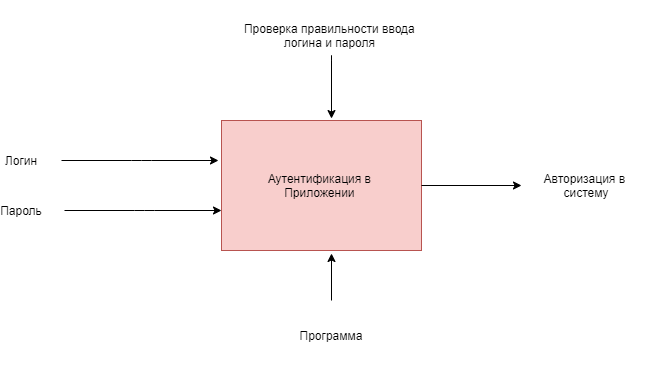 Проверка правильности ввода
логина и пароля
Логин
Аутентификация в
Приложении
Авторизация в
систему
Пароль
Программа